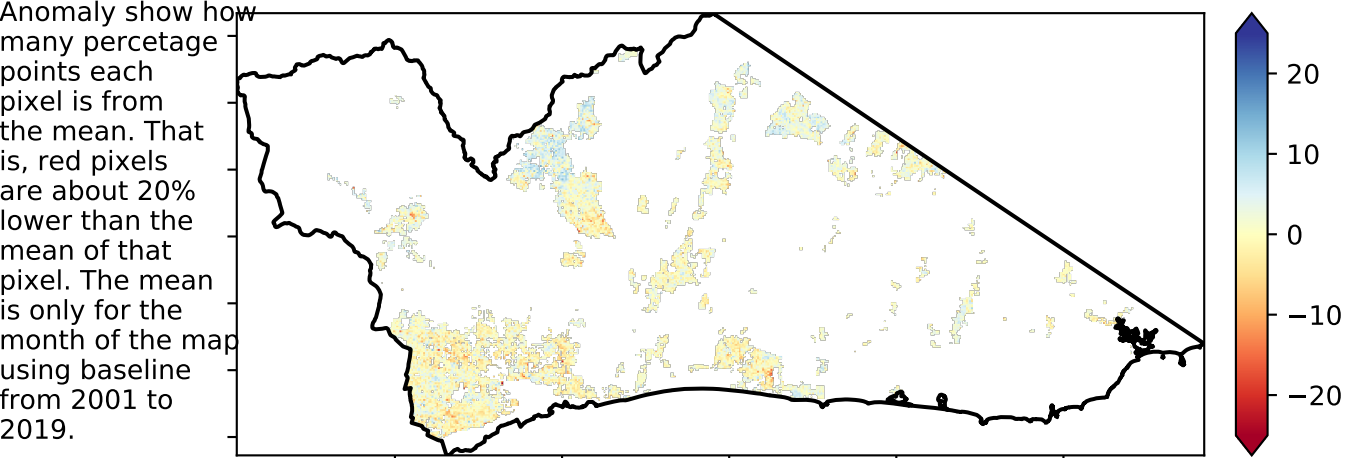 Anomaly show how
many percetage
points each
pixel is from
the mean. That
is, red pixels
are about 20%
lower than the
mean of that
pixel. The mean
is only for the
month of the map
using baseline
from 2001 to
2019.
20
10
0
−10
−20